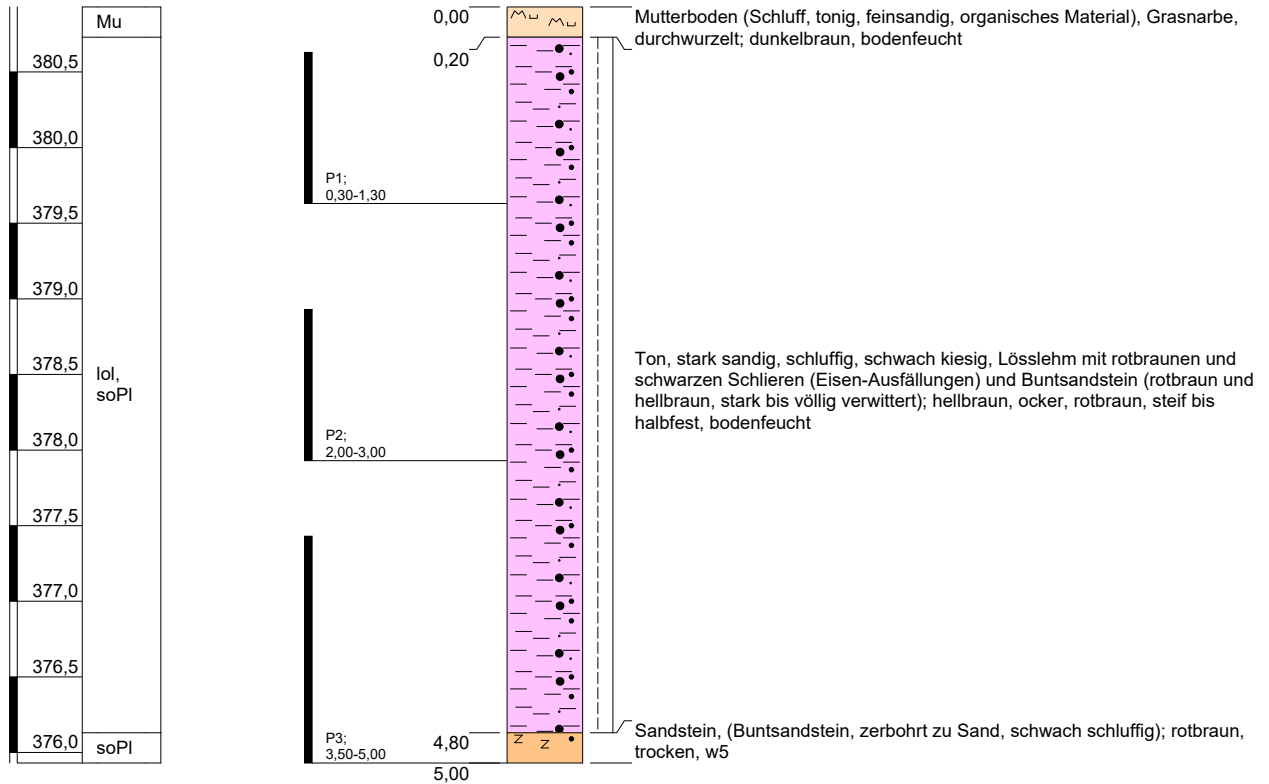 Mu
0,00
Mutterboden (Schluff, tonig, feinsandig, organisches Material), Grasnarbe,
durchwurzelt; dunkelbraun, bodenfeucht
0,20
380,5
380,0
P1;
0,30-1,30
379,5
379,0
378,5
lol,
soPl
Ton, stark sandig, schluffig, schwach kiesig, Lösslehm mit rotbraunen und
schwarzen Schlieren (Eisen-Ausfällungen) und Buntsandstein (rotbraun und
hellbraun, stark bis völlig verwittert); hellbraun, ocker, rotbraun, steif bis
halbfest, bodenfeucht
378,0
P2;
2,00-3,00
377,5
377,0
376,5
376,0
soPl
P3;
3,50-5,00
4,80
Z Z
Sandstein, (Buntsandstein, zerbohrt zu Sand, schwach schluffig); rotbraun,
trocken, w5
5,00